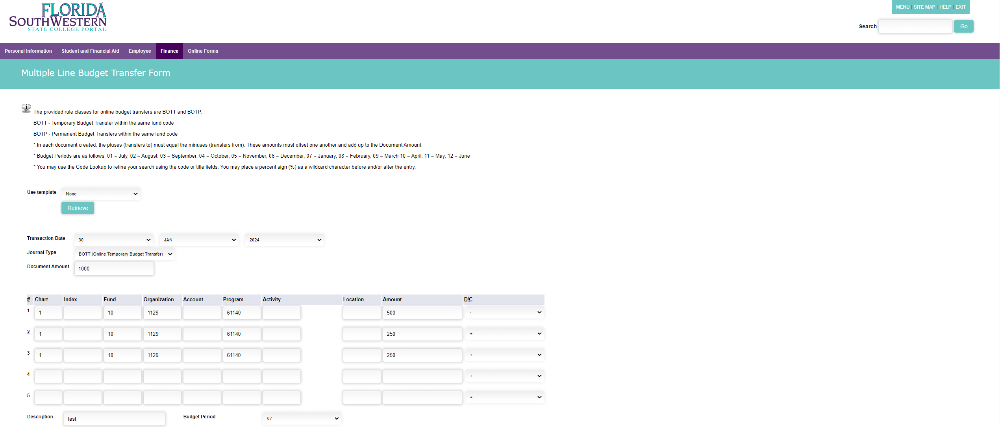 FLORIDA
SOUTHWESTERN
STATE COLLEGE PORTAL
MENU | SITE MAP | HELP | EXIT
Search Go
Personal Information Student and Financial Aid Employee Finance Online Forms
Multiple Line Budget Transfer Form
The provided rule classes for online budget transfers are BOTT and BOTP.
BOTT - Temporary Budget Transfer within the same fund code
BOTP - Permanent Budget Transfers within the same fund code
* In each document created, the pluses (transfers to) must equal the minuses (transfers from). These amounts must offset one another and add up to the Document Amount.
* Budget Periods are as follows: 01 = July, 02 = August, 03 = September, 04 = October, 05 = November, 06 = December, 07 = January, 08 = February, 09 = March 10 = April, 11 = May, 12 = June
* You may use the Code Lookup to refine your search using the code or title fields. You may place a percent sign (%) as a wildcard character before and/or after the entry.
Use template None
Retrieve
Transaction Date 30 JAN 2024
Journal Type BOTT (Online Temporary Budget Transfer)
Document Amount 1000
# Chart Index Fund Organization Account Program Activity Location Amount D/C
1 1 10 1129 61140 500 -
2 1 10 1129 61140 250 +
3 1 10 1129 61140 250 +
4 +
5 +
Description test Budget Period 07